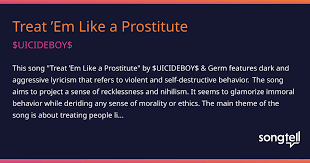 Treat ’Em Like a Prostitute
$UICIDEBOY$
This song "Treat ’Em Like a Prostitute" by $UICIDEBOY$ & Germ features dark and
aggressive lyricism that refers to violent and self-destructive behavior. The song
aims to project a sense of recklessness and nihilism. It seems to glamorize immoral
behavior while deriding any sense of morality or ethics. The main theme of the
song is about treating people li...
songtell